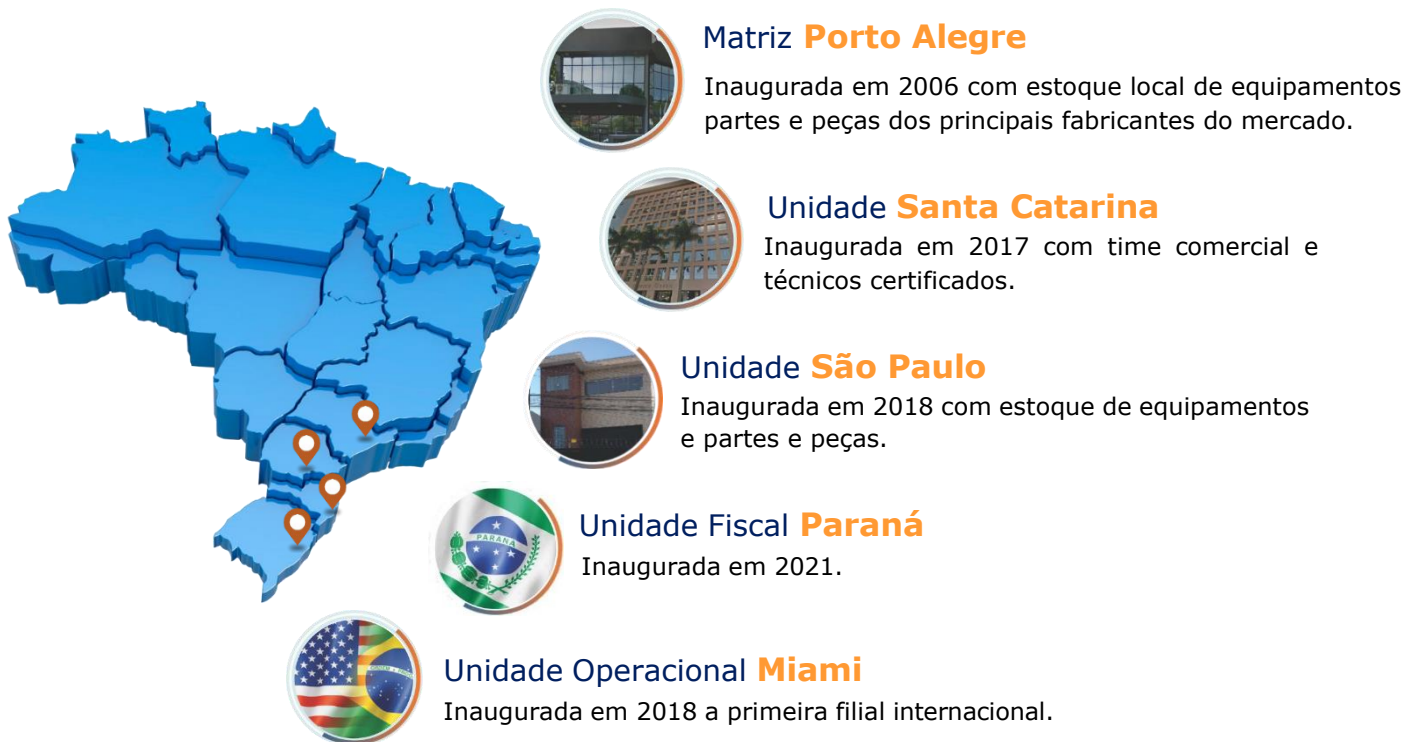 Matriz Porto Alegre
Inaugurada em 2006 com estoque local de equipamentos
partes e peças dos principais fabricantes do mercado.
Unidade Santa Catarina
Inaugurada em 2017 com time comercial e
técnicos certificados.
Unidade São Paulo
Inaugurada em 2018 com estoque de equipamentos
e partes e peças.
Unidade Fiscal Paraná
PARANÁ
Inaugurada em 2021.
Unidade Operacional Miami
Inaugurada em 2018 a primeira filial internacional.